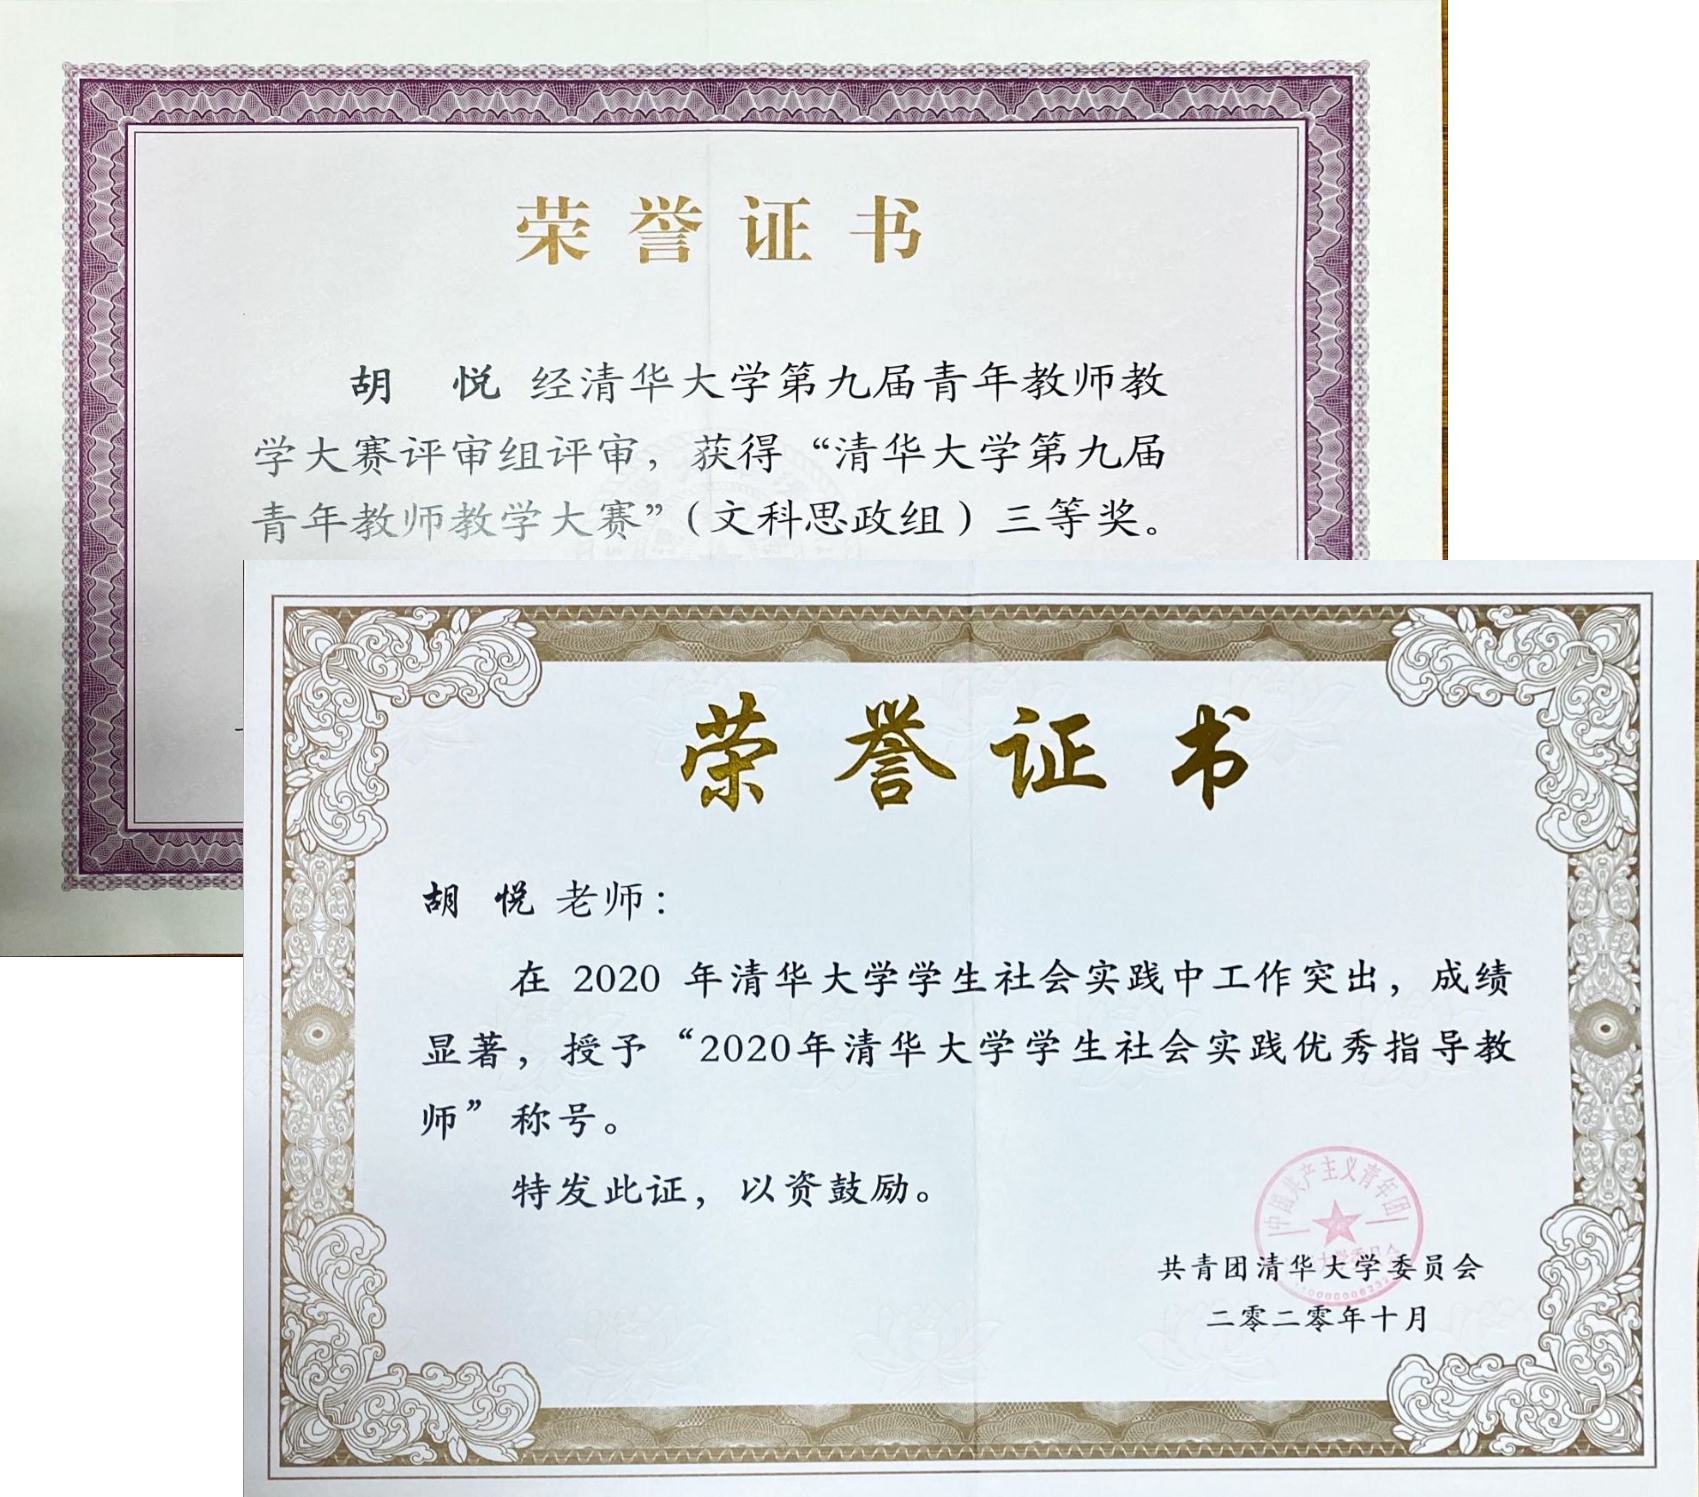 荣誉证书
胡 悦 经清华大学第九届青年教师教
学大赛评审组评审，获得“清华大学第九届
青年教师教学大赛”（文科思政组）三等奖。
荣誉证书
胡 悦 老师：
在 2020 年清华大学学生社会实践中工作突出，成绩
显著，授予“2020年清华大学学生社会实践优秀指导教
师”称号。
特发此证，以资鼓励。
中国共产主义青年团
共青团清华大学委员会
二零二零年十月